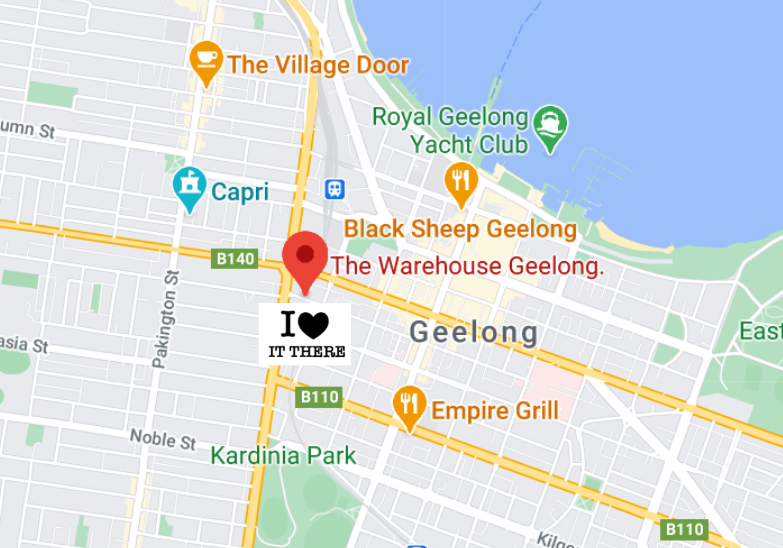 The Village Door
Royal Geelong
Yacht Club
umn St
Capri
Black Sheep Geelong
B140
The Warehouse Geelong.
I♥
IT THERE
Geelong
East
Pakington St
asia St
B110
Empire Grill
Noble St
Kardinia Park
B110